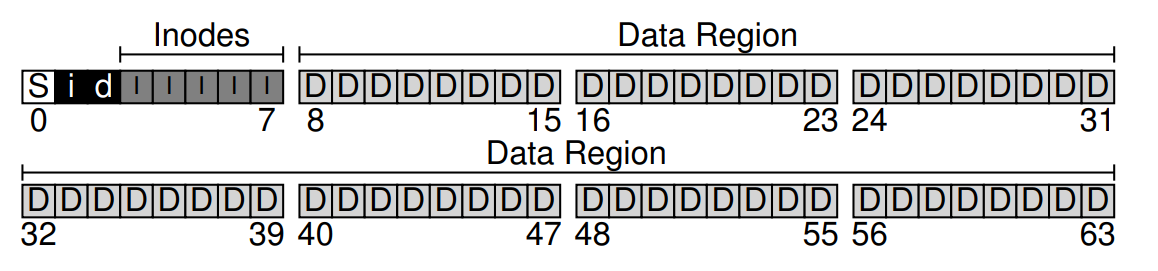 Inodes Data Region
S i d I I I I I D D D D D D D D D D D D D D D D D D D D D D D D
0 7 8 15 16 23 24 31
Data Region
D D D D D D D D D D D D D D D D D D D D D D D D D D D D D D D D
32 39 40 47 48 55 56 63